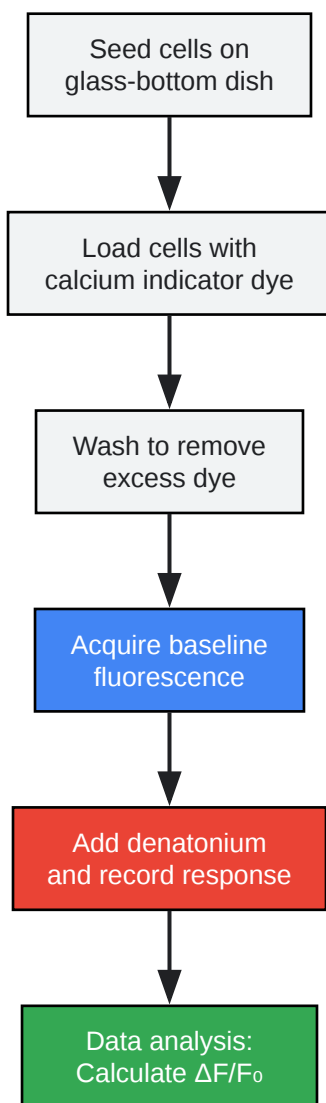 Seed cells on
glass-bottom dish
Load cells with
calcium indicator dye
Wash to remove
excess dye
Acquire baseline
fluorescence
Add denatonium
and record response
Data analysis:
Calculate ΔF/F₀